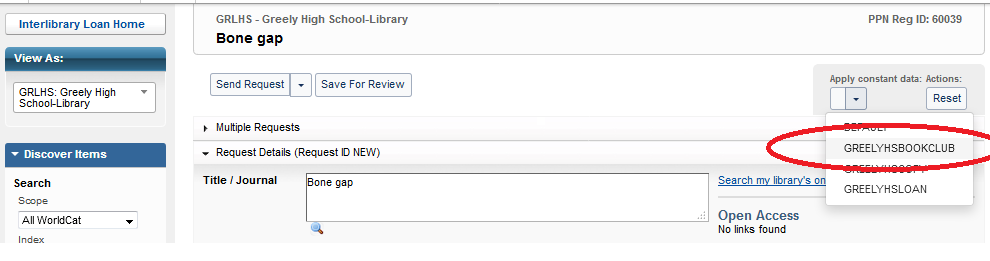 Interlibrary Loan Home
View As:
GRLHS: Greely High School-Library
Discover Items
Search
Scope
All WorldCat
Index
GRLHS - Greely High School-Library
PPN Reg ID: 60039
Bone gap
Send Request
Save For Review
Apply constant data:
Actions:
Reset
DEFAULT
GREELYHSBOOKCLUB
GREELYHSLOAN
Multiple Requests
Request Details (Request ID NEW)
Title / Journal
Bone gap
Search my library's
Open Access
No links found